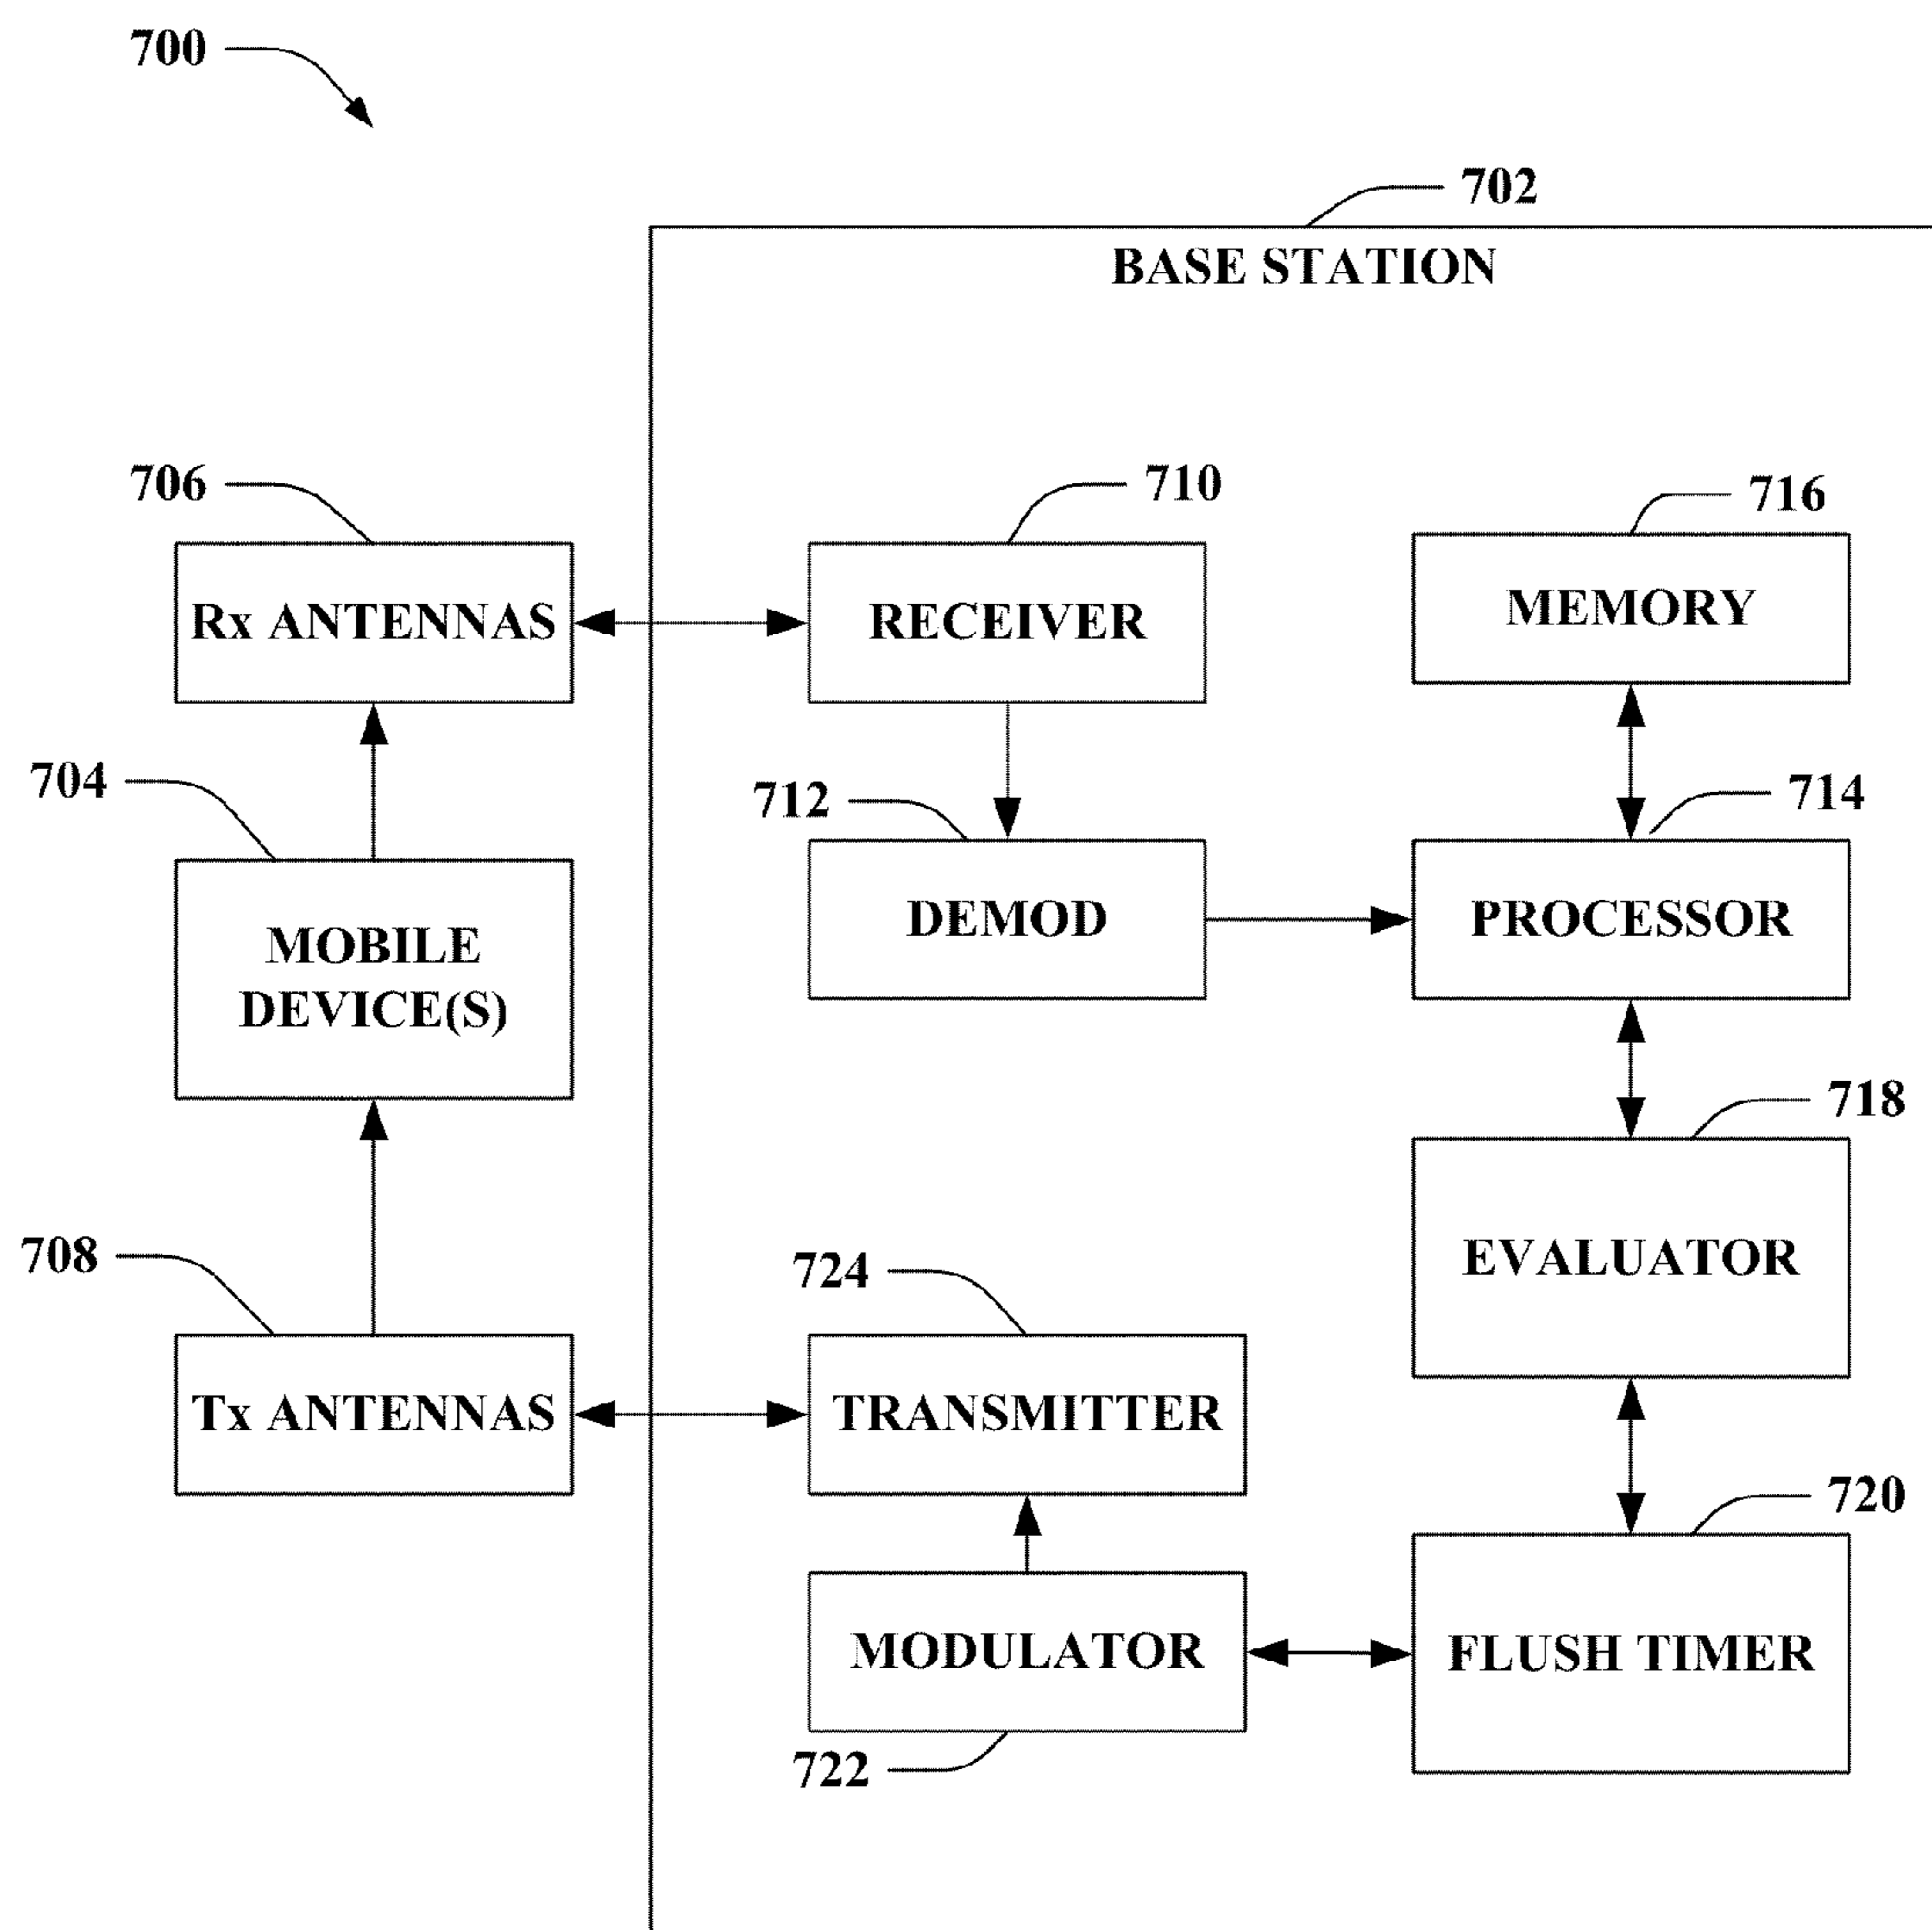 700
702
BASE STATION
706
710
716
Rx ANTENNAS
RECEIVER
MEMORY
704
712
714
MOBILE
DEVICE(S)
DEMOD
PROCESSOR
718
708
724
EVALUATOR
Tx ANTENNAS
TRANSMITTER
720
MODULATOR
FLUSH TIMER
722